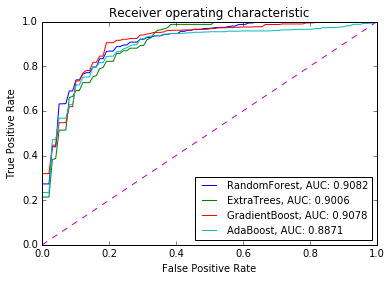 Receiver operating characteristic
True Positive Rate
1.0
0.8
0.6
0.4
0.2
0.0
RandomForest, AUC: 0.9082
ExtraTrees, AUC: 0.9006
GradientBoost, AUC: 0.9078
AdaBoost, AUC: 0.8871
0.0 0.2 0.4 0.6 0.8 1.0
False Positive Rate